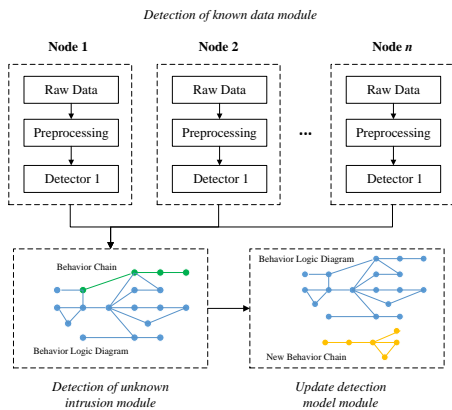 Detection of known data module
Node 1
Node 2
Node n
Raw Data
Raw Data
Raw Data
Preprocessing
Preprocessing
...
Preprocessing
Detector 1
Detector 1
Detector 1
Behavior Chain
Behavior Logic Diagram
Behavior Logic Diagram
New Behavior Chain
Detection of unknown
intrusion module
Update detection
model module